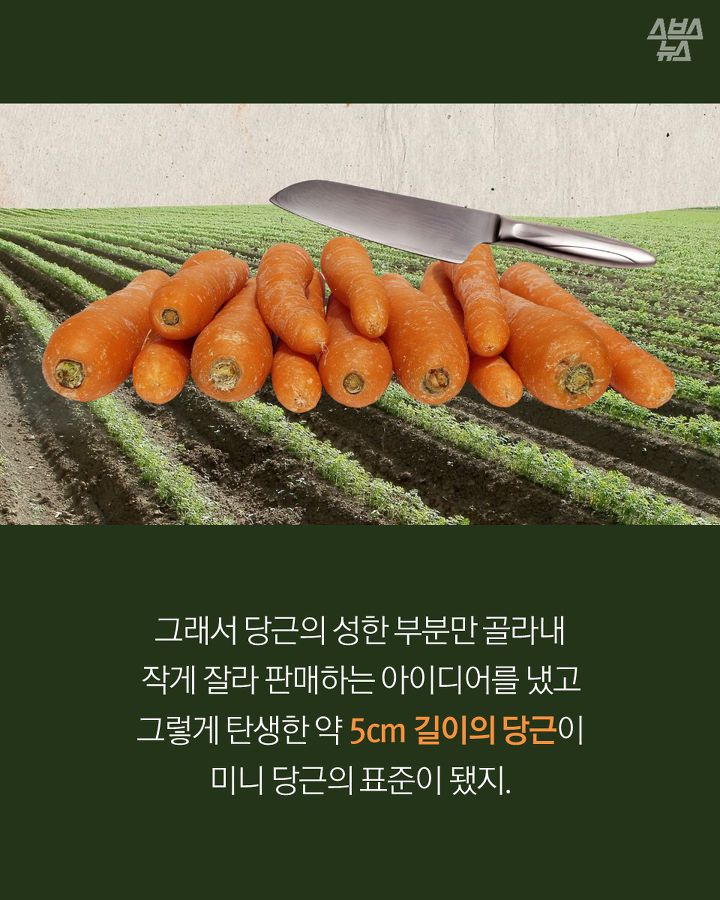 스브스
뉴스
그래서 당근의 성한 부분만 골라내
작게 잘라 판매하는 아이디어를 냈고
그렇게 탄생한 약 5cm 길이의 당근이
미니 당근의 표준이 됐지.